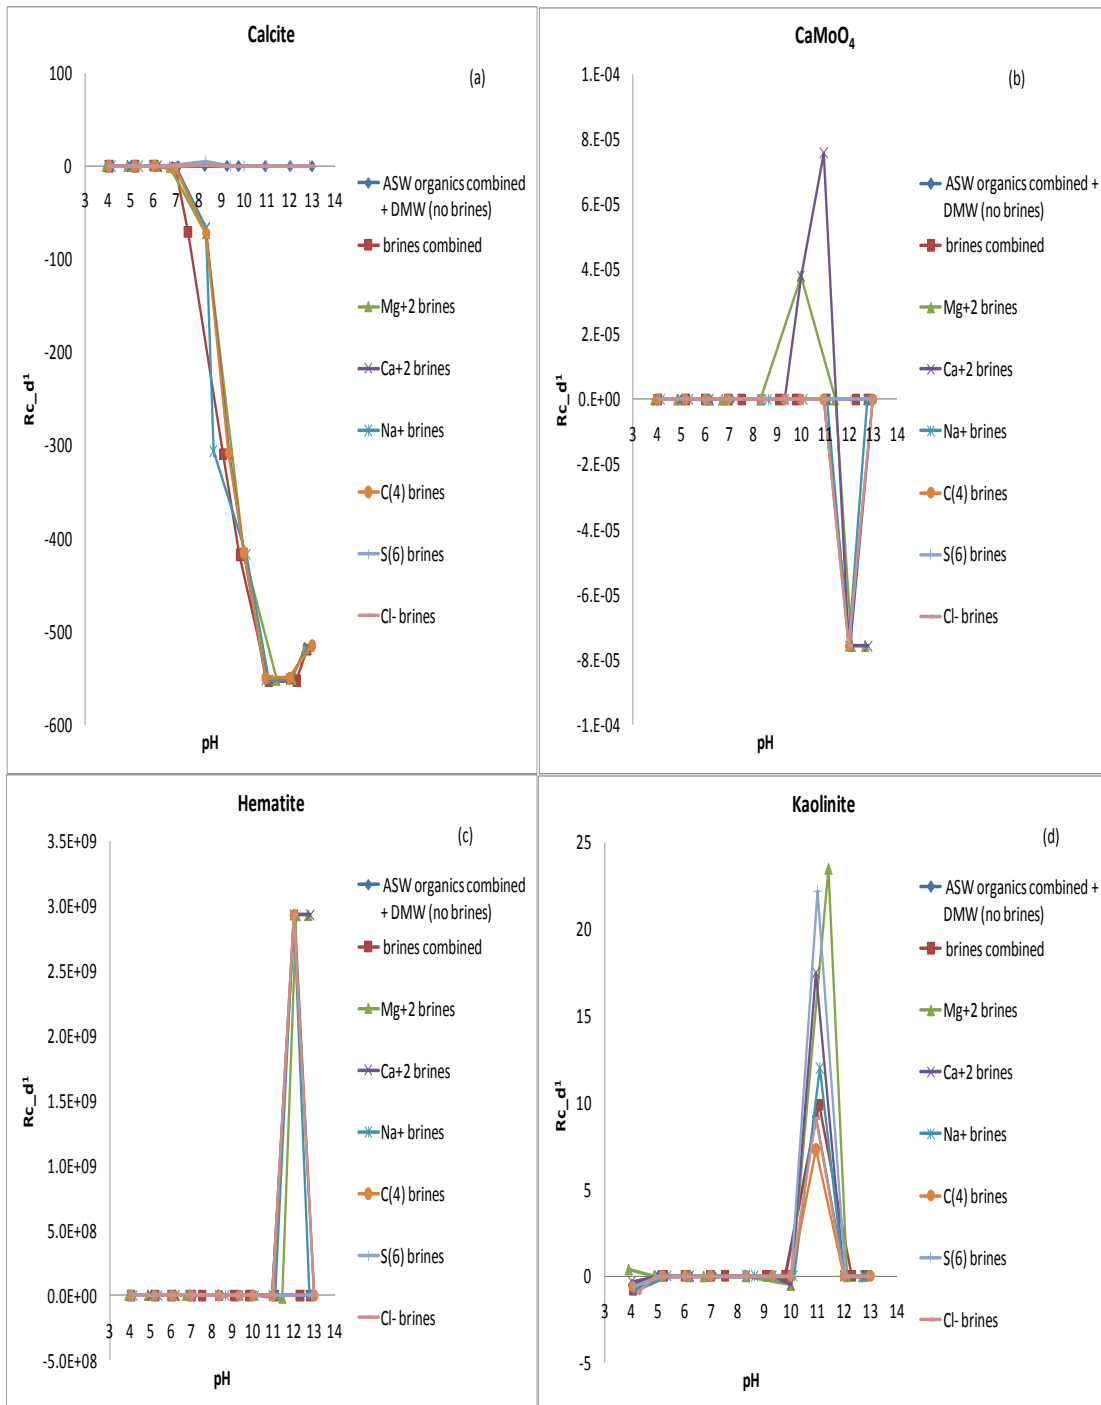 Calcite
(a)
100
0
-100
-200
-300
-400
-500
-600
3 4 5 6 7 8 9 10 11 12 13 14
Rc_d¹
pH
ASW organics combined
+ DMW (no brines)
brines combined
Mg+2 brines
Ca+2 brines
Na+ brines
C(4) brines
S(6) brines
Cl- brines
CaMoO₄
(b)
1.E-04
8.E-05
6.E-05
4.E-05
2.E-05
0.E+00
-2.E-05
-4.E-05
-6.E-05
-8.E-05
-1.E-04
3 4 5 6 7 8 9 10 11 12 13 14
Rc_d¹
pH
ASW organics combined +
DMW (no brines)
brines combined
Mg+2 brines
Ca+2 brines
Na+ brines
C(4) brines
S(6) brines
Cl- brines
Hematite
(c)
3.5E+09
3.0E+09
2.5E+09
2.0E+09
1.5E+09
1.0E+09
5.0E+08
0.0E+00
-5.0E+08
3 4 5 6 7 8 9 10 11 12 13 14
Rc_d¹
pH
ASW organics combined
+ DMW (no brines)
brines combined
Mg+2 brines
Ca+2 brines
Na+ brines
C(4) brines
S(6) brines
Cl- brines
Kaolinite
(d)
25
20
15
10
5
0
-5
3 4 5 6 7 8 9 10 11 12 13 14
Rc_d¹
pH
ASW organics combined +
DMW (no brines)
brines combined
Mg+2 brines
Ca+2 brines
Na+ brines
C(4) brines
S(6) brines
Cl- brines